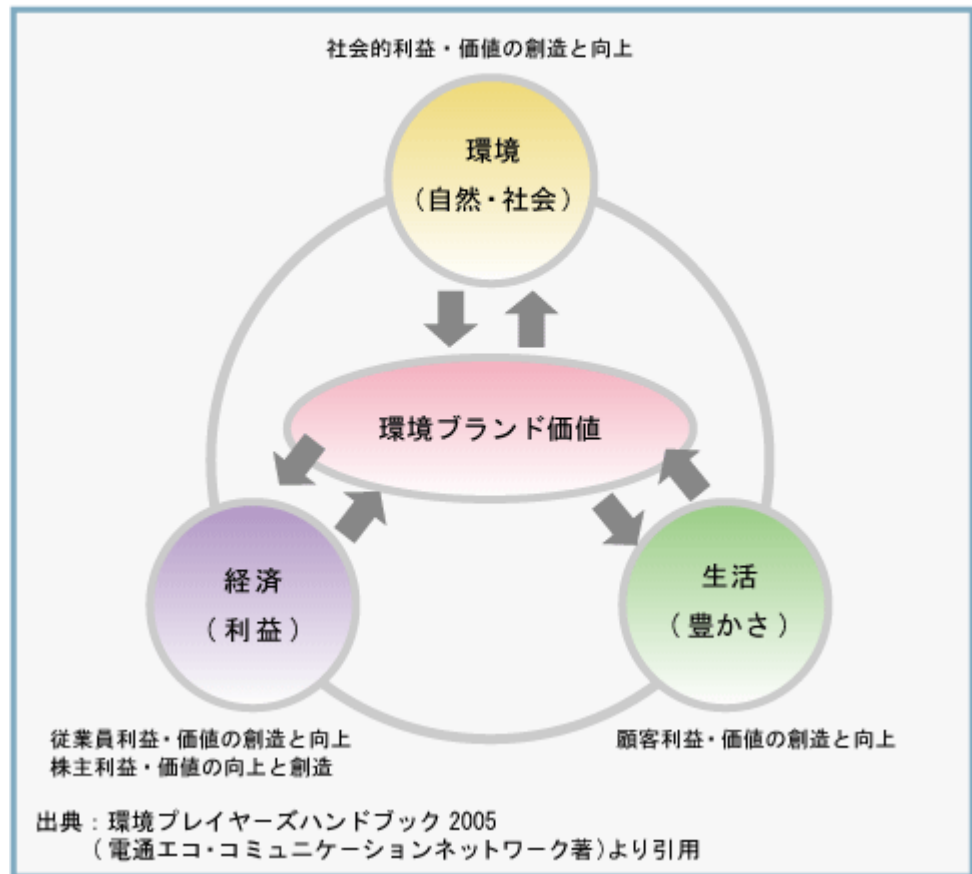 社会的利益・価値の創造と向上
環境
（自然・社会）
環境ブランド価値
経済
（利益）
生活
（豊かさ）
従業員利益・価値の創造と向上
株主利益・価値の向上と創造
顧客利益・価値の創造と向上
出典：環境プレイヤーズハンドブック 2005
（電通エコ・コミュニケーションネットワーク著）より引用